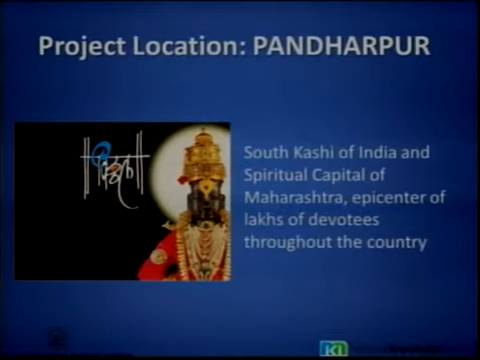 Project Location: PANDHARPUR
॥विठ्ठल॥
South Kashi of India and
Spiritual Capital of
Maharashtra, epicenter of
lakhs of devotees
throughout the country